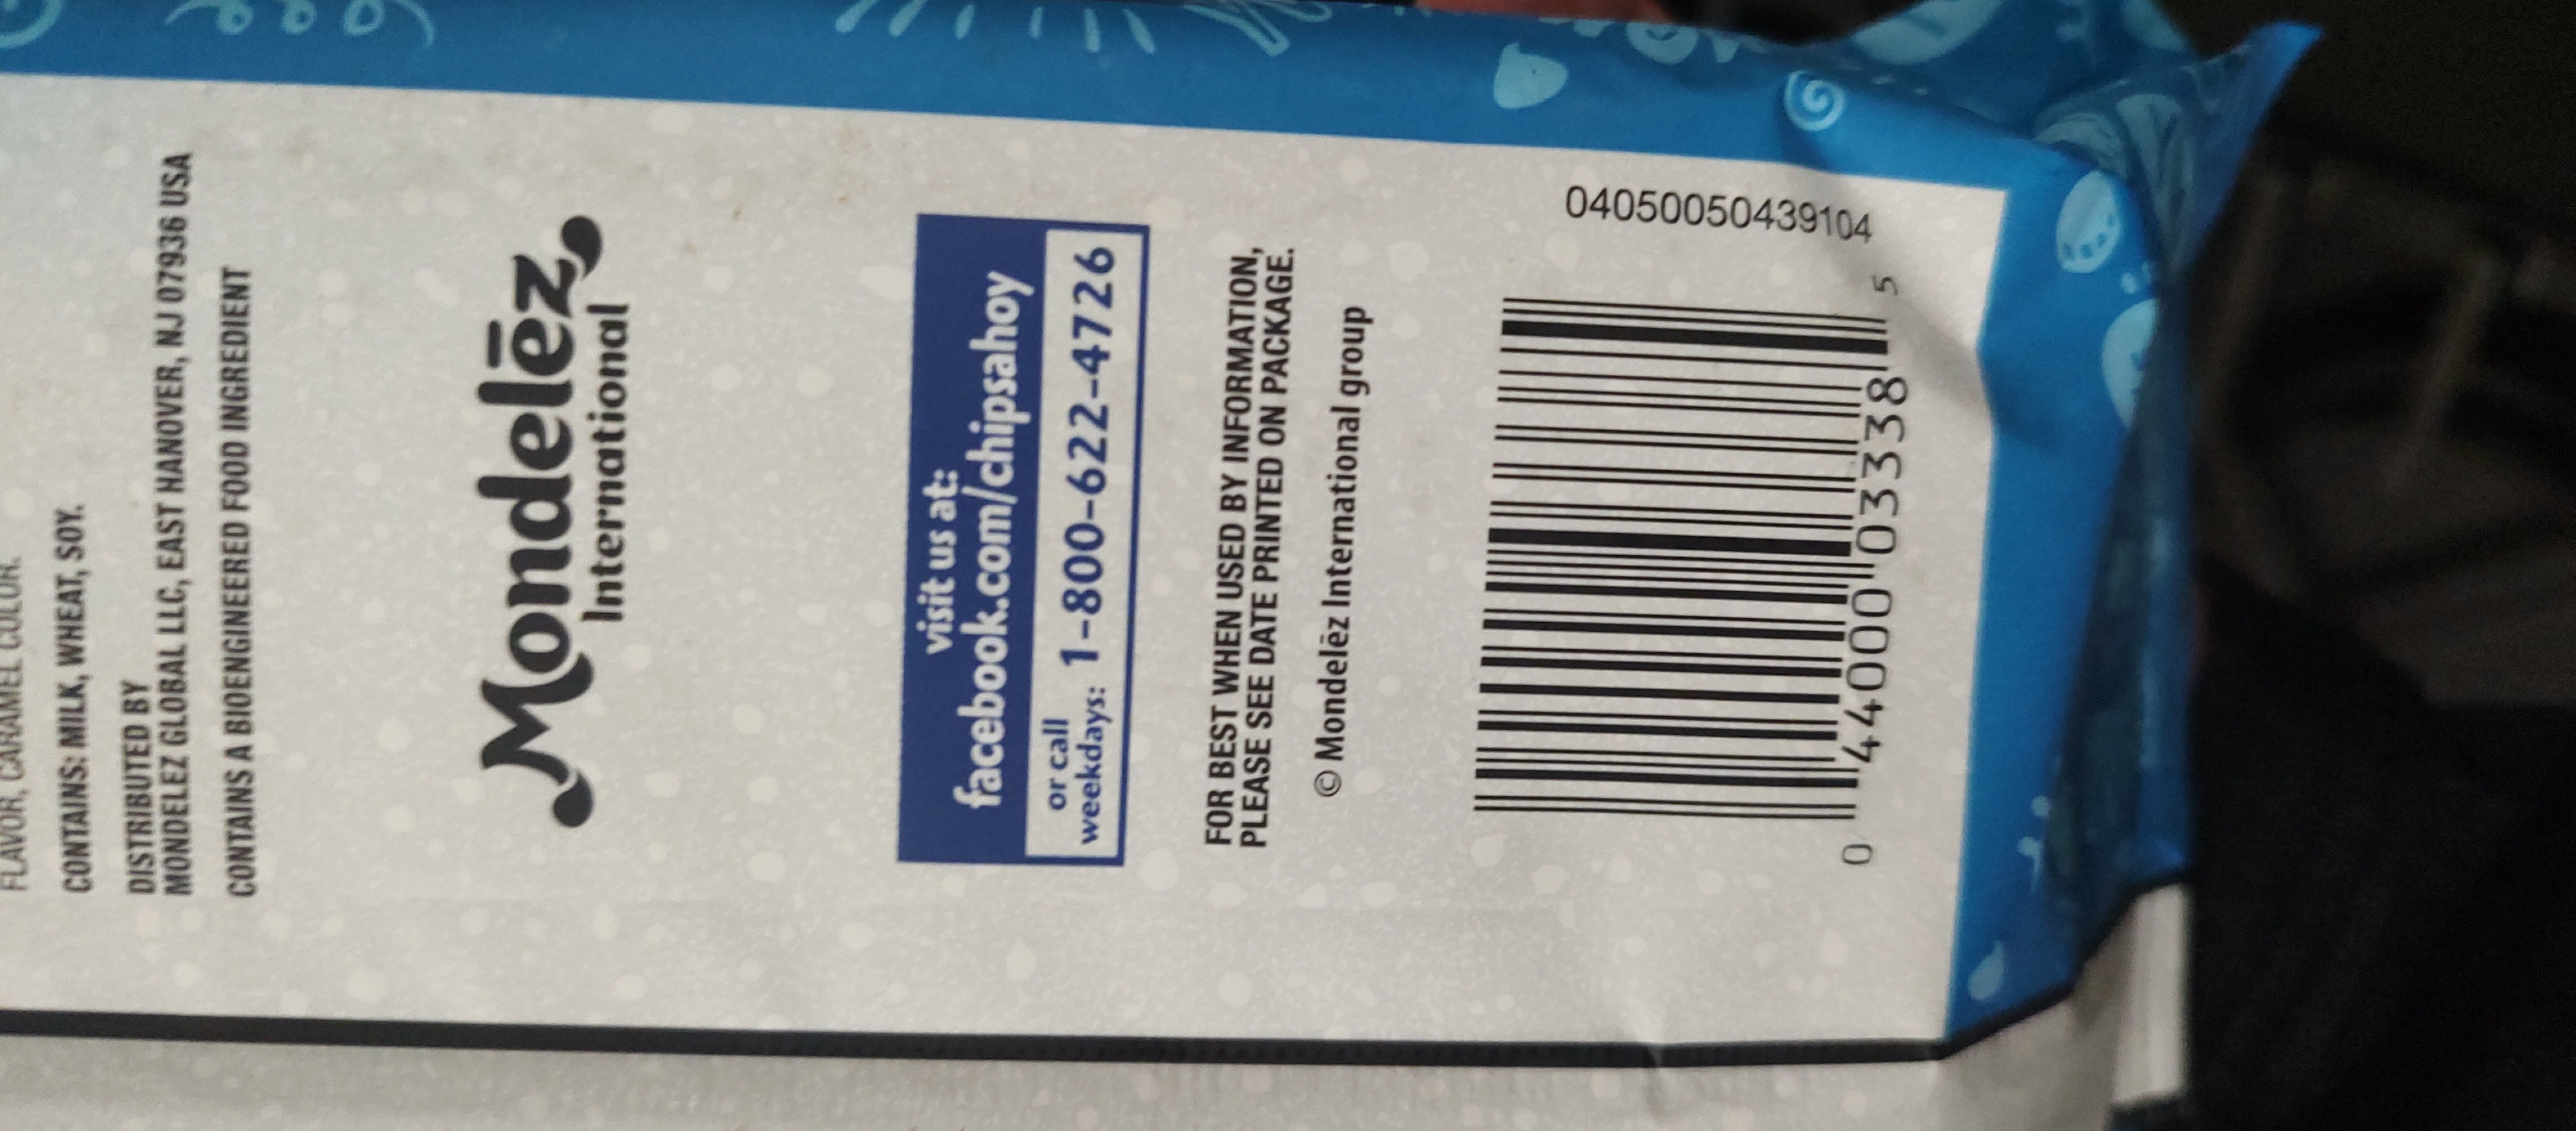 FLAVOR, CARAMEL COLOR.
CONTAINS: MILK, WHEAT, SOY.
DISTRIBUTED BY
MONDELEZ GLOBAL LLC, EAST HANOVER, NJ 07936 USA
CONTAINS A BIOENGINEERED FOOD INGREDIENT
Mondelēz
International
visit us at:
facebook.com/chipsahoy
or call
weekdays: 1-800-622-4726
FOR BEST WHEN USED BY INFORMATION,
PLEASE SEE DATE PRINTED ON PACKAGE.
© Mondelēz International group
04050050439104
0 44000 03338 5